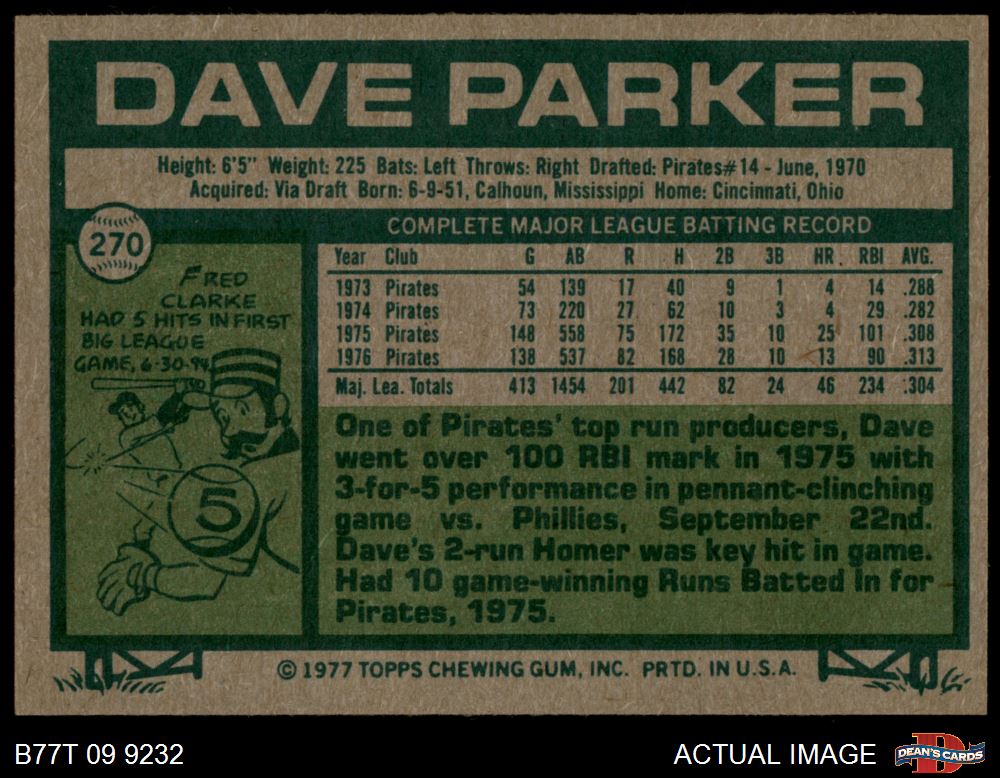 DAVE PARKER
Height: 6'5" Weight: 225 Bats: Left Throws: Right Drafted: Pirates#14 - June, 1970
Acquired: Via Draft Born: 6-9-51, Calhoun, Mississippi Home: Cincinnati, Ohio
270
FRED
CLARKE
HAD 5 HITS IN FIRST
BIG LEAGUE
GAME, 6-30-94.
5
COMPLETE MAJOR LEAGUE BATTING RECORD
Year Club G AB R H 2B 3B HR RBI AVG.
1973 Pirates 54 139 17 40 9 1 4 14 .288
1974 Pirates 73 220 27 62 10 3 4 29 .282
1975 Pirates 148 558 75 172 35 10 25 101 .308
1976 Pirates 138 537 82 168 28 10 13 90 .313
Maj. Lea. Totals 413 1454 201 442 82 24 46 234 .304
One of Pirates' top run producers, Dave
went over 100 RBI mark in 1975 with
3-for-5 performance in pennant-clinching
game vs. Phillies, September 22nd.
Dave's 2-run Homer was key hit in game.
Had 10 game-winning Runs Batted In for
Pirates, 1975.
© 1977 TOPPS CHEWING GUM, INC. PRTD. IN U.S.A.
B77T 09 9232
ACTUAL IMAGE
DEAN'S CARDS